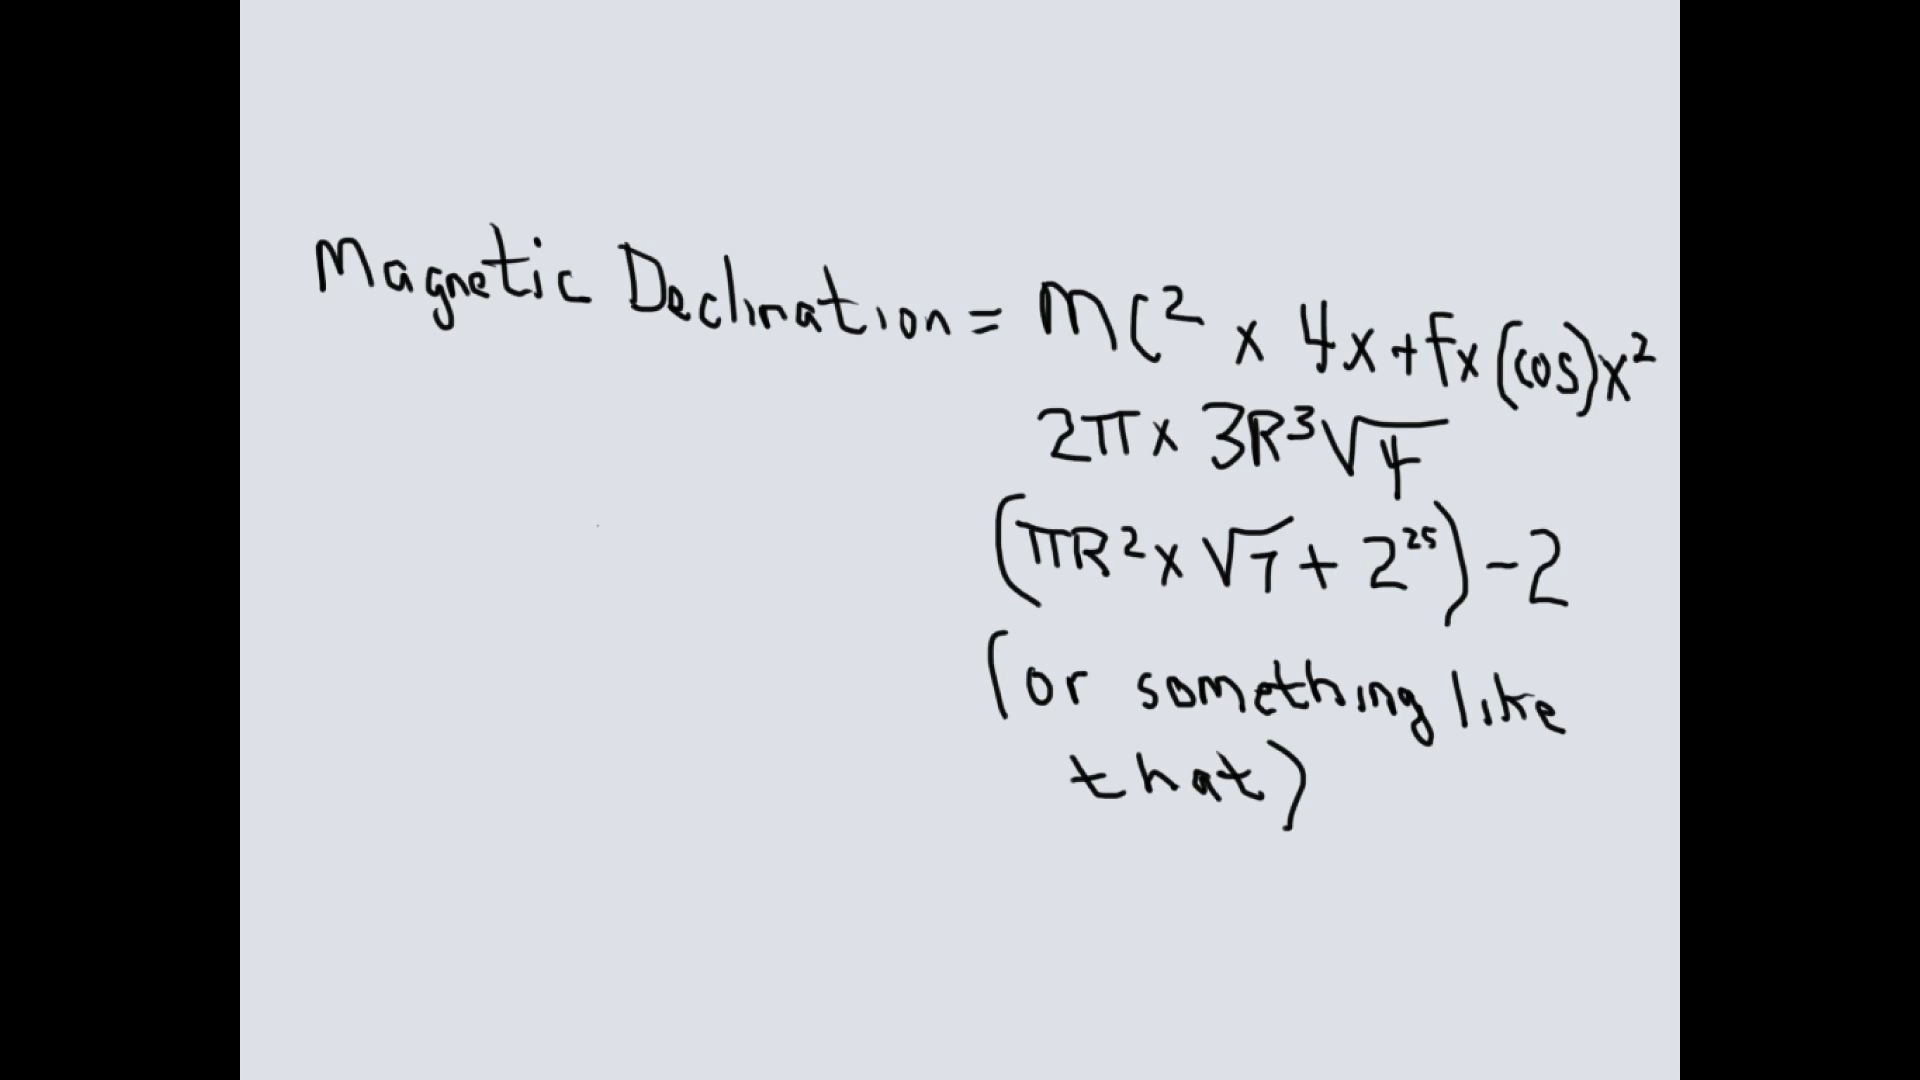 Magnetic Declination = MC² x 4x + Fx (cos) x²
2π x 3R³ √4
(πR² x √7 + 2²⁵) - 2
(or something like
that)